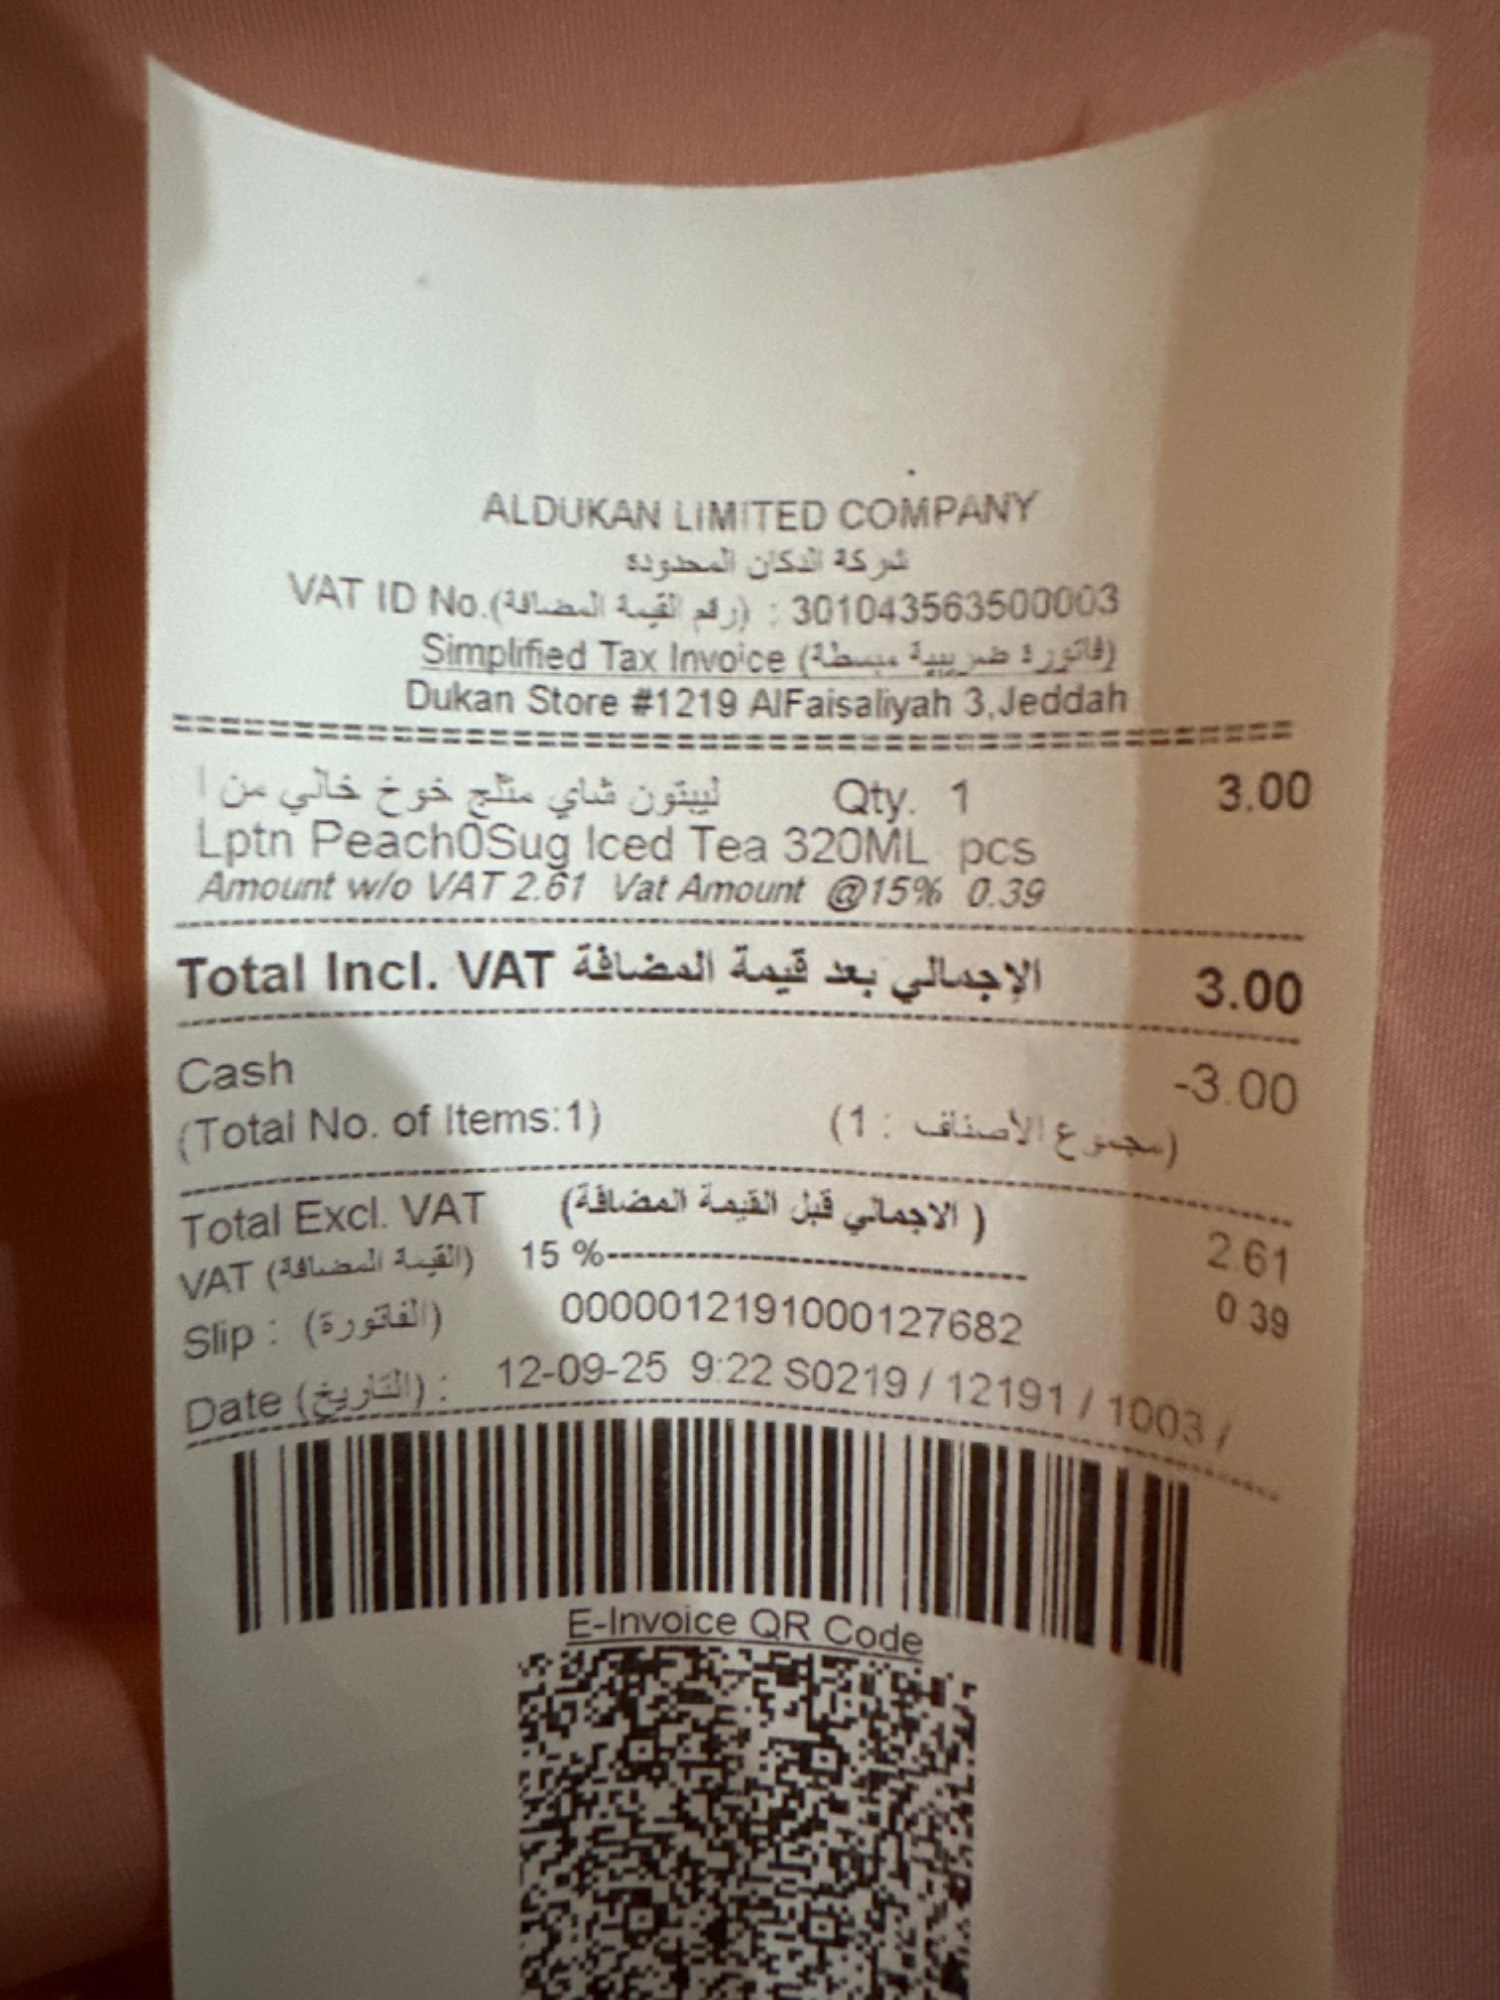 ALDUKAN LIMITED COMPANY
شركة الدكان المحدوده
VAT ID No.(رقم القيمة المضافة) : 301043563500003
Simplified Tax Invoice (فاتورة ضريبية مبسطة)
Dukan Store #1219 AlFaisaliyah 3,Jeddah
ليبتون شاي مثلج خوخ خالي من ا Qty. 1 3.00
Lptn Peach0Sug Iced Tea 320ML pcs
Amount w/o VAT 2.61 Vat Amount @15% 0.39
Total Incl. VAT الإجمالي بعد قيمة المضافة 3.00
Cash -3.00
(Total No. of Items:1) (مجموع الأصناف : 1)
Total Excl. VAT (الاجمالي قبل القيمة المضافة ) 2.61
VAT (القيمة المضافة) 15 %---------------------------------- 0.39
Slip : (الفاتورة) 0000012191000127682
Date (التاريخ) : 12-09-25 9:22 S0219 / 12191 / 1003 /
E-Invoice QR Code